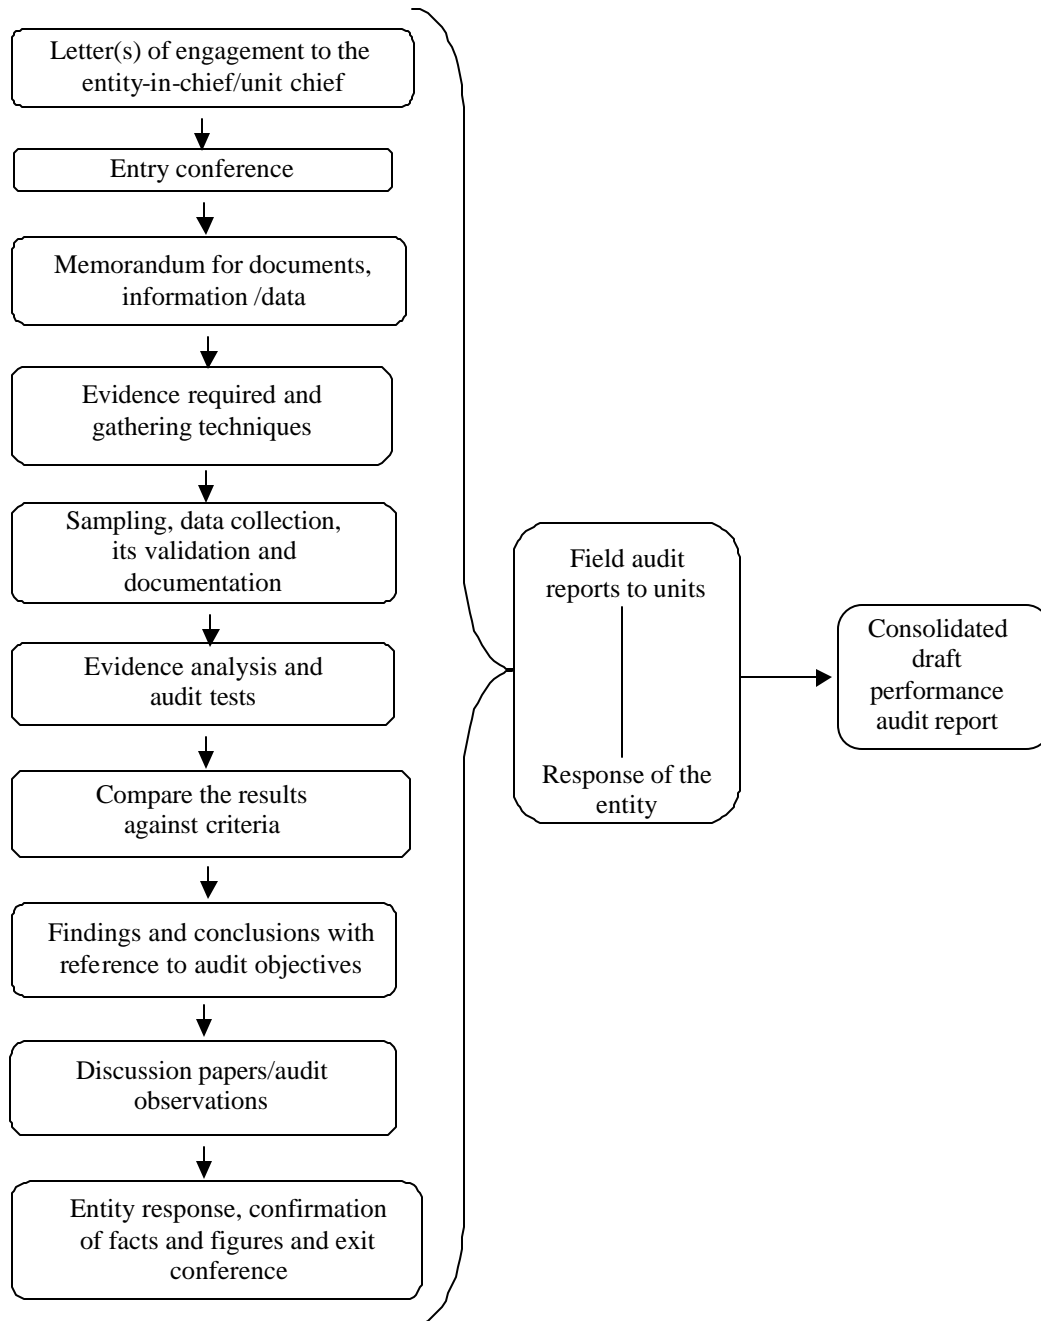 Letter(s) of engagement to the
entity-in-chief/unit chief
Entry conference
Memorandum for documents,
information /data
Evidence required and
gathering techniques
Sampling, data collection,
its validation and
documentation
Evidence analysis and
audit tests
Compare the results
against criteria
Findings and conclusions with
reference to audit objectives
Discussion papers/audit
observations
Entity response, confirmation
of facts and figures and exit
conference
Field audit
reports to units
Response of the
entity
Consolidated
draft
performance
audit report